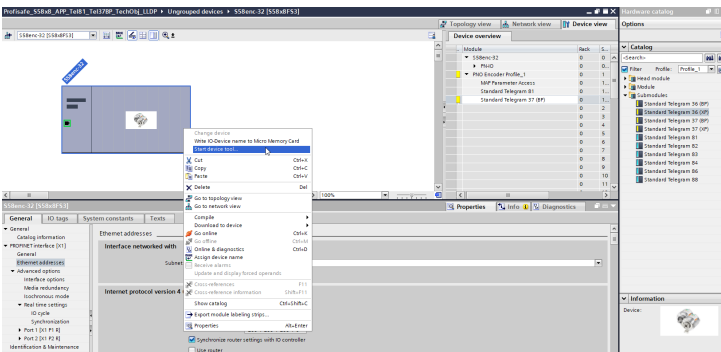 Profisafe_S58x8_APP_Tel81_Tel37BP_TechObj_LLDP ▸ Ungrouped devices ▸ S58enc-32 [S58x8FS3]
Hardware catalog
Topology view
Network view
Device view
Options
S58enc-32 [S58x8FS3]
Device overview
Module
Rack
S...
S58enc-32
0
0
PN-IO
0
0...
PNO Encoder Profile_1
0
1
MAP Parameter Access
0
1...
Standard Telegram 81
0
1...
Standard Telegram 37 (BP)
0
1...
0
2
0
3
0
4
0
5
0
6
0
7
0
8
0
9
0
10
0
11
Catalog
<Search>
Filter
Profile:
Profile_1
Head module
Module
Submodules
Standard Telegram 36 (BP)
Standard Telegram 36 (XP)
Standard Telegram 37 (BP)
Standard Telegram 37 (XP)
Standard Telegram 81
Standard Telegram 82
Standard Telegram 83
Standard Telegram 84
Standard Telegram 86
Standard Telegram 88
S58enc-32
Change device
Write IO-Device name to Micro Memory Card
Start device tool...
Cut
Ctrl+X
Copy
Ctrl+C
Paste
Ctrl+V
Delete
Del
Go to topology view
Go to network view
Compile
Download to device
Go online
Ctrl+K
Go offline
Ctrl+M
Online & diagnostics
Ctrl+D
Assign device name
Receive alarms
Update and display forced operands
Cross-references
F11
Cross-reference information
Shift+F11
Show catalog
Ctrl+Shift+C
Export module labeling strips...
Properties
Alt+Enter
100%
S58enc-32 [S58x8FS3]
Properties
Info
Diagnostics
General
IO tags
System constants
Texts
General
Catalog information
PROFINET interface [X1]
General
Ethernet addresses
Advanced options
Interface options
Media redundancy
Isochronous mode
Real time settings
IO cycle
Synchronization
Port 1 [X1 P1 R]
Port 2 [X1 P2 R]
Identification & Maintenance
Ethernet addresses
Interface networked with
Subnet
Internet protocol version 4
Synchronize router settings with IO controller
Use router
Information
Device: